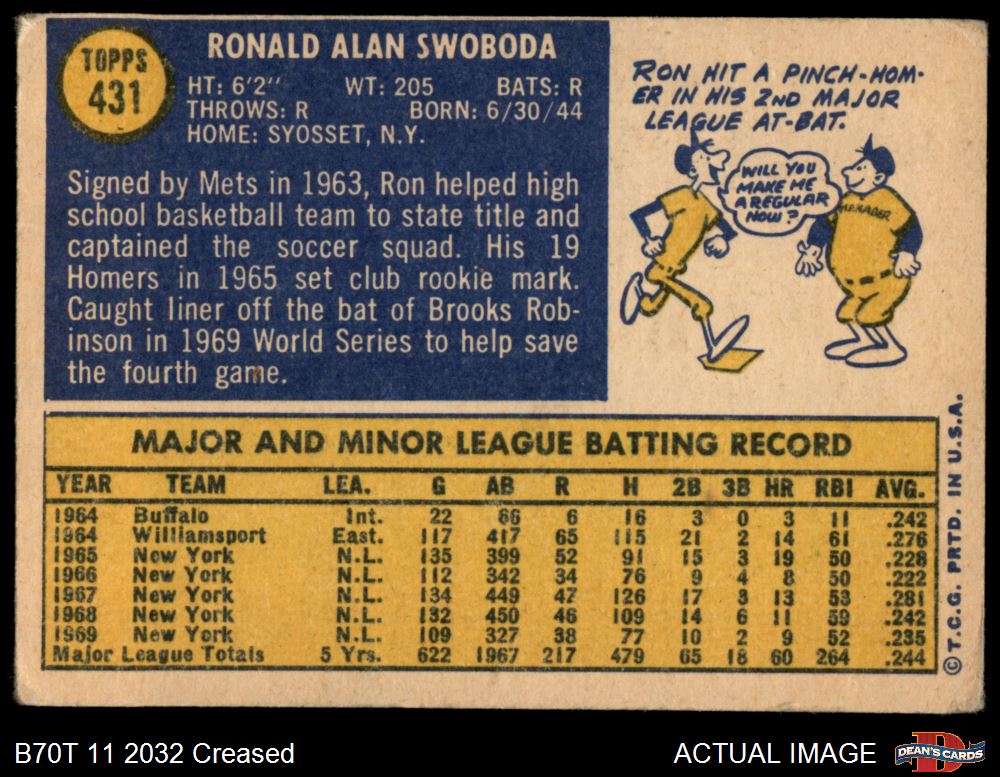 TOPPS
431
RONALD ALAN SWOBODA
HT: 6'2'' WT: 205 BATS: R
THROWS: R BORN: 6/30/44
HOME: SYOSSET, N.Y.
Signed by Mets in 1963, Ron helped high
school basketball team to state title and
captained the soccer squad. His 19
Homers in 1965 set club rookie mark.
Caught liner off the bat of Brooks Rob-
inson in 1969 World Series to help save
the fourth game.
RON HIT A PINCH-HOM-
ER IN HIS 2ND MAJOR
LEAGUE AT-BAT.
WILL YOU
MAKE ME
A REGULAR
NOW?
MENAGER
MAJOR AND MINOR LEAGUE BATTING RECORD
YEAR TEAM LEA. G AB R H 2B 3B HR RBI AVG.
1964 Buffalo Int. 22 66 6 16 3 0 3 11 .242
1964 Williamsport East. 117 417 65 115 21 2 14 61 .276
1965 New York N.L. 135 399 52 91 15 3 19 50 .228
1966 New York N.L. 112 342 34 76 9 4 8 50 .222
1967 New York N.L. 134 449 47 126 17 3 13 53 .281
1968 New York N.L. 132 450 46 109 14 6 11 59 .242
1969 New York N.L. 109 327 38 77 10 2 9 52 .235
Major League Totals 5 Yrs. 622 1967 217 479 65 18 60 264 .244
© T.C.G. PRTD. IN U.S.A.
B70T 11 2032 Creased
ACTUAL IMAGE
DEAN'S CARDS